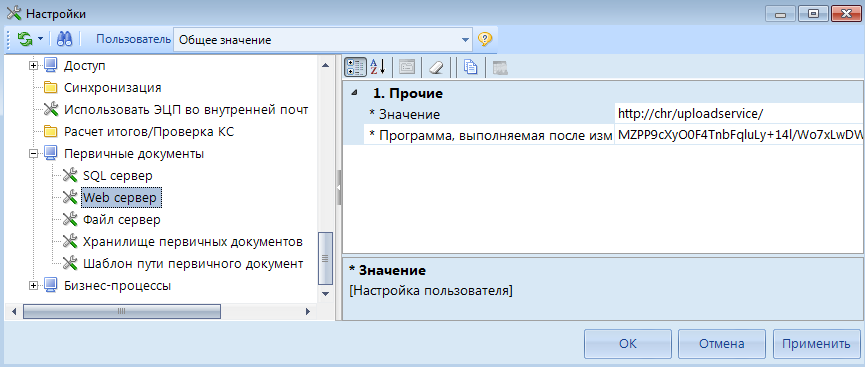 Настройки
Пользователь Общее значение
Доступ
Синхронизация
Использовать ЭЦП во внутренней почт
Расчет итогов/Проверка КС
Первичные документы
SQL сервер
Web сервер
Файл сервер
Хранилище первичных документов
Шаблон пути первичного документ
Бизнес-процессы
1. Прочие
* Значение http://chr/uploadservice/
* Программа, выполняемая после изм MZPP9cXyO0F4TnbFqluLy+14l/Wo7xLwDW
* Значение
[Настройка пользователя]
ОК Отмена Применить